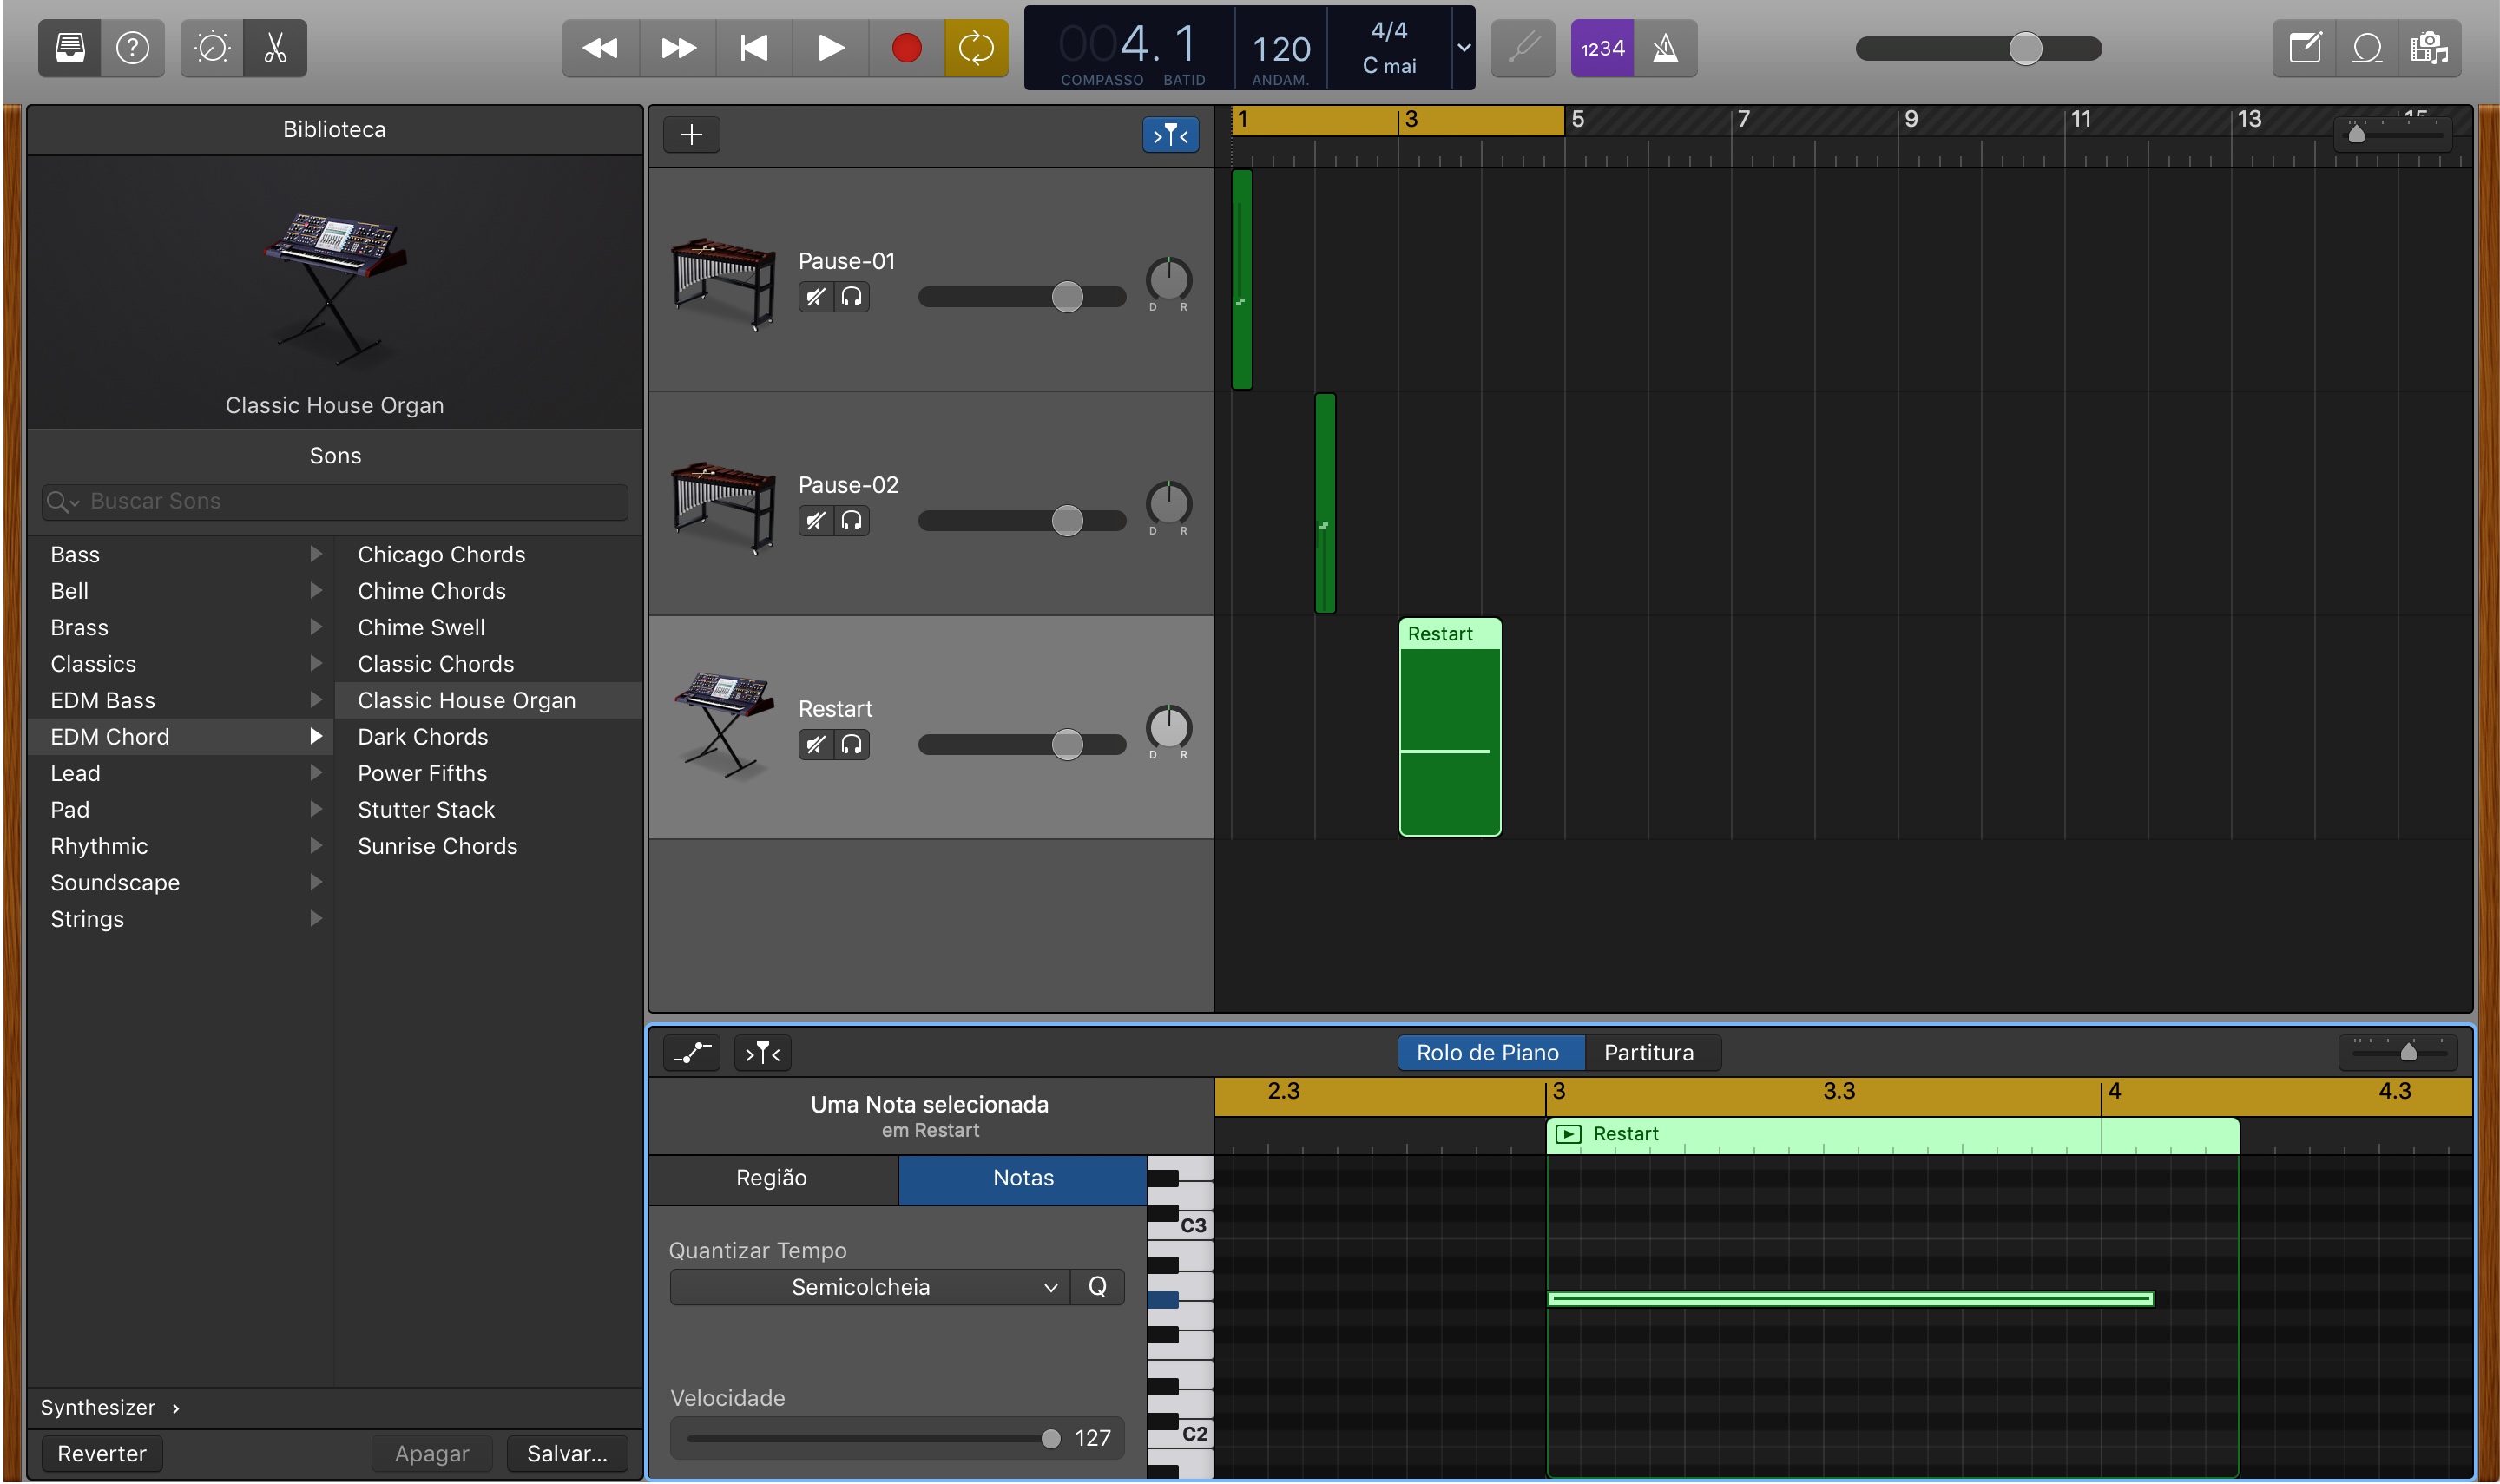 004. 1
COMPASSO BATID
120
ANDAM.
4/4
C mai
1234
Biblioteca
Classic House Organ
Sons
Buscar Sons
Bass
Bell
Brass
Classics
EDM Bass
EDM Chord
Lead
Pad
Rhythmic
Soundscape
Strings
Chicago Chords
Chime Chords
Chime Swell
Classic Chords
Classic House Organ
Dark Chords
Power Fifths
Stutter Stack
Sunrise Chords
Synthesizer
Reverter
Apagar
Salvar...
1 3 5 7 9 11 13 15
Pause-01
D R
Pause-02
D R
Restart
D R
Restart
Rolo de Piano
Partitura
Uma Nota selecionada
em Restart
2.3 3 3.3 4 4.3
Restart
Região
Notas
C3
Quantizar Tempo
Semicolcheia
Q
Velocidade
127
C2